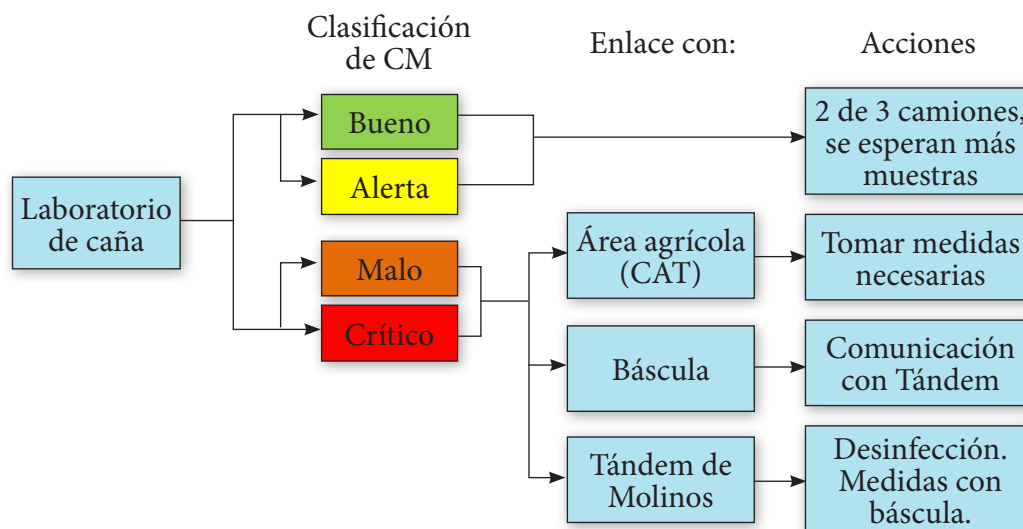 Clasificación
de CM
Enlace con:
Acciones
Laboratorio
de caña
Bueno
Alerta
Malo
Crítico
2 de 3 camiones,
se esperan más
muestras
Área agrícola
(CAT)
Tomar medidas
necesarias
Báscula
Comunicación
con Tándem
Tándem de
Molinos
Desinfección.
Medidas con
báscula.